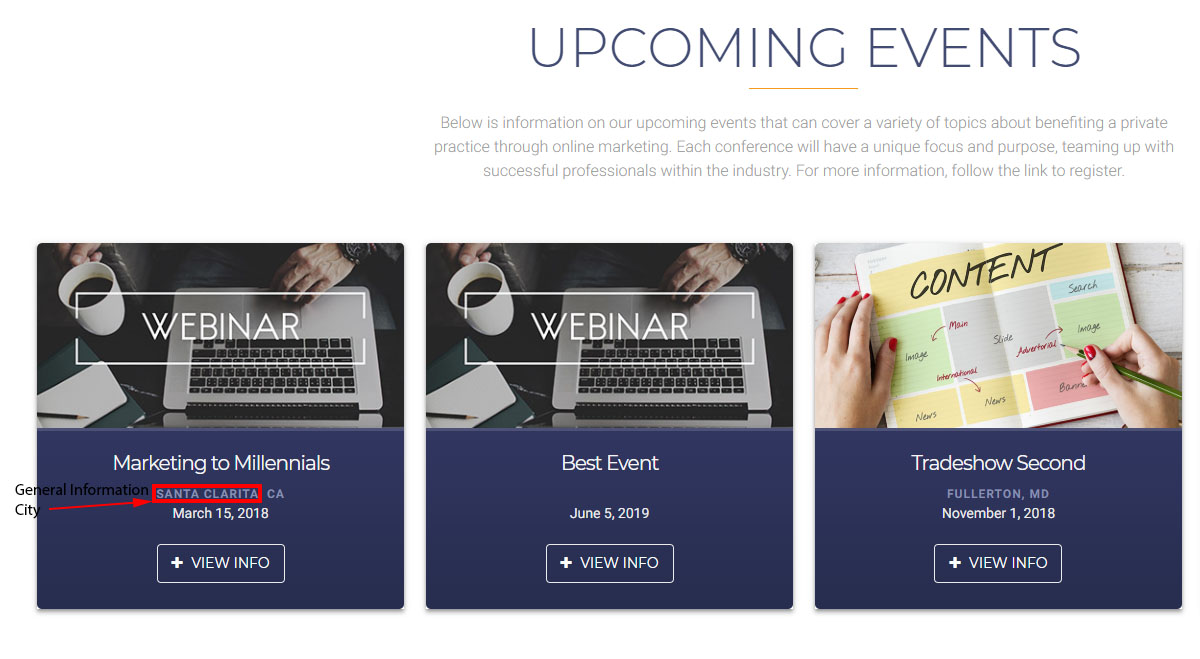 UPCOMING EVENTS
Below is information on our upcoming events that can cover a variety of topics about benefiting a private
practice through online marketing. Each conference will have a unique focus and purpose, teaming up with
successful professionals within the industry. For more information, follow the link to register.
WEBINAR
Marketing to Millennials
General Information
City
SANTA CLARITA, CA
March 15, 2018
+ VIEW INFO
WEBINAR
Best Event
June 5, 2019
+ VIEW INFO
CONTENT
Search
Main
Image
Slide
Image
Advertorial
International
Banne
News
News
Tradeshow Second
FULLERTON, MD
November 1, 2018
+ VIEW INFO